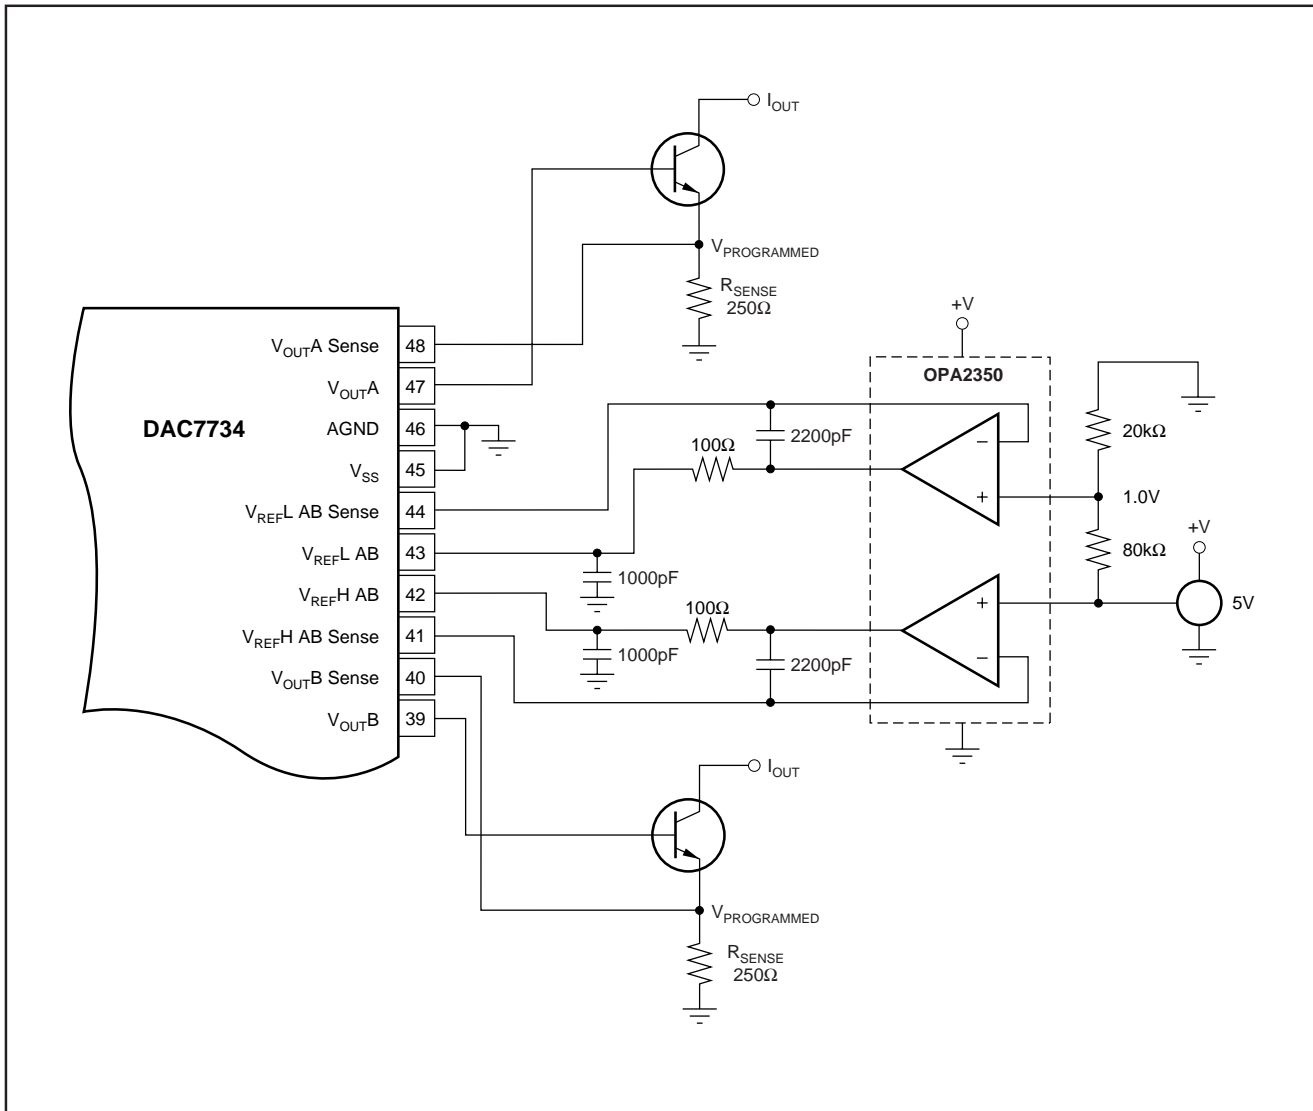 I_OUT
V_PROGRAMMED
R_SENSE
250Ω
+V
OPA2350
V_OUTA Sense 48
V_OUTA 47
DAC7734
AGND 46
V_SS 45
V_REFL AB Sense 44
V_REFL AB 43
V_REFH AB 42
V_REFH AB Sense 41
V_OUTB Sense 40
V_OUTB 39
2200pF
100Ω
–
+
20kΩ
1.0V
80kΩ
+V
5V
1000pF
100Ω
1000pF
2200pF
+
–
I_OUT
V_PROGRAMMED
R_SENSE
250Ω